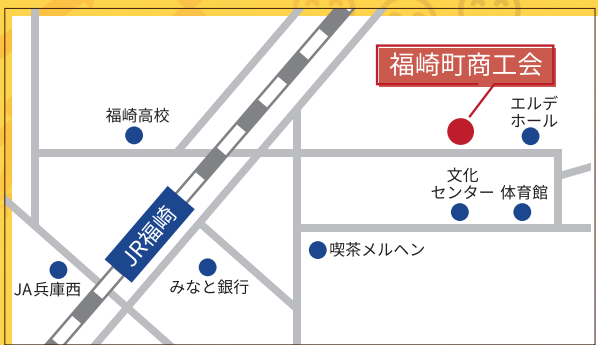 福崎町商工会
エルデ
ホール
福崎高校
文化
センター
体育館
JR福崎
喫茶メルヘン
みなと銀行
JA兵庫西